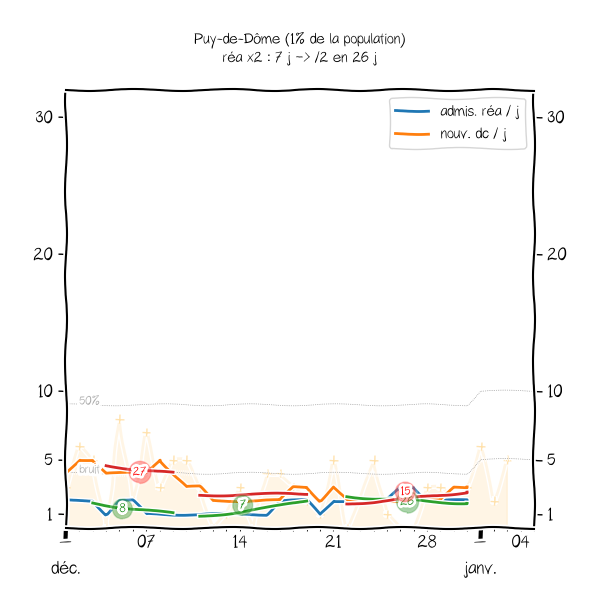 Puy-de-Dôme (1% de la population)
réa x2 : 7 j -> /2 en 26 j
admis. réa / j
nouv. dc / j
30
30
20
20
10
10
50%
5
5
bruit
27
15
8
7
1
1
07
14
21
28
04
déc.
janv.